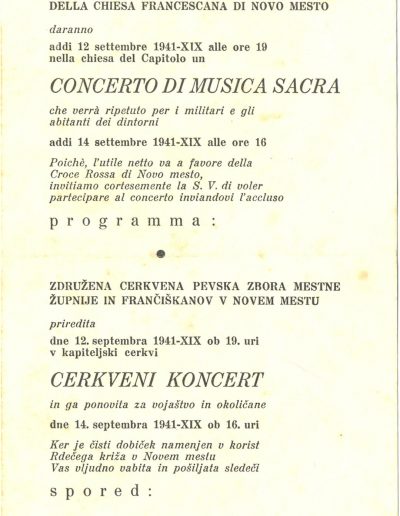 DELLA CHIESA FRANCESCANA DI NOVO MESTO
daranno
addi 12 settembre 1941-XIX alle ore 19
nella chiesa del Capitolo un
CONCERTO DI MUSICA SACRA
che verrà ripetuto per i militari e gli
abitanti dei dintorni
addi 14 settembre 1941-XIX alle ore 16
Poichè, l'utile netto va a favore della
Croce Rossa di Novo mesto,
invitiamo cortesemente la S. V. di voler
partecipare al concerto inviandovi l'accluso
programma:
ZDRUŽENA CERKVENA PEVSKA ZBORA MESTNE
ŽUPNIJE IN FRANČIŠKANOV V NOVEM MESTU
priredita
dne 12. septembra 1941-XIX ob 19. uri
v kapiteljski cerkvi
CERKVENI KONCERT
in ga ponovita za vojaštvo in okoličane
dne 14. septembra 1941-XIX ob 16. uri
Ker je čisti dobiček namenjen v korist
Rdečega križa v Novem mestu
Vas vljudno vabita in pošiljata sledeči
spored: